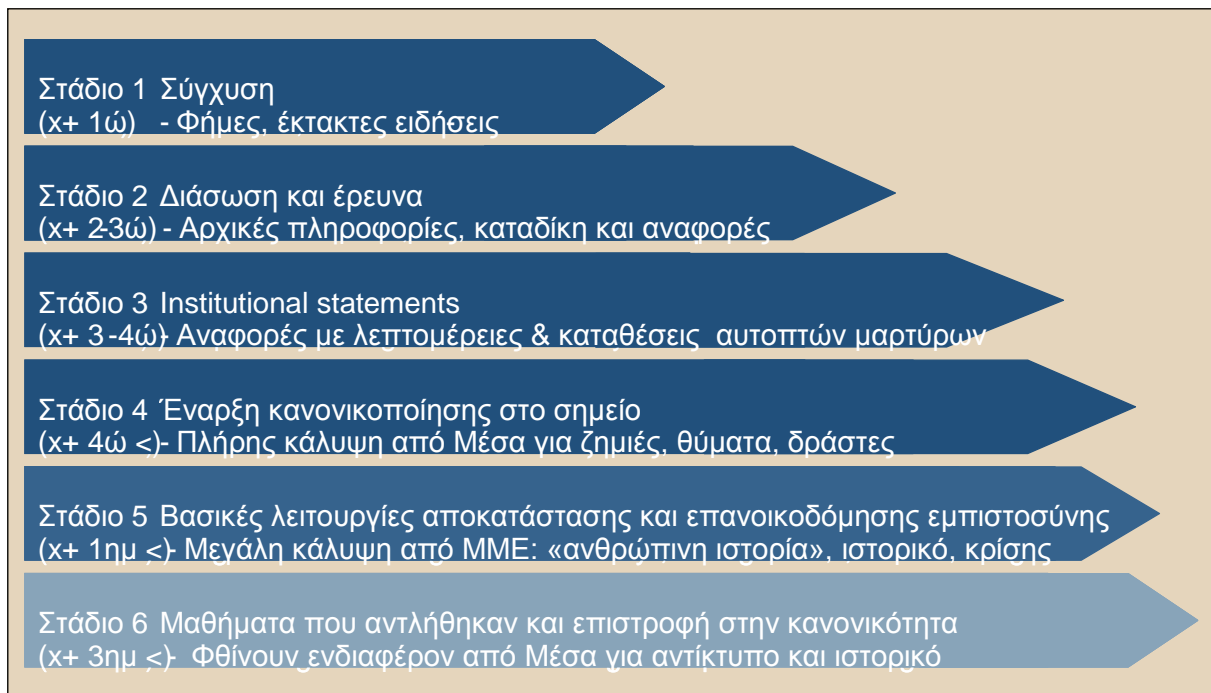 Στάδιο 1 Σύγχυση
(x+ 1ώ) - Φήμες, έκτακτες ειδήσεις
Στάδιο 2 Διάσωση και έρευνα
(x+ 2-3ώ) - Αρχικές πληροφορίες, καταδίκη και αναφορές
Στάδιο 3 Institutional statements
(x+ 3-4ώ)- Αναφορές με λεπτομέρειες & καταθέσεις αυτοπτών μαρτύρων
Στάδιο 4 Έναρξη κανονικοποίησης στο σημείο
(x+ 4ώ <)- Πλήρης κάλυψη από Μέσα για ζημιές, θύματα, δράστες
Στάδιο 5 Βασικές λειτουργίες αποκατάστασης και επανοικοδόμησης εμπιστοσύνης
(x+ 1ημ <)- Μεγάλη κάλυψη από ΜΜΕ: «ανθρώπινη ιστορία», ιστορικό, κρίσης
Στάδιο 6 Μαθήματα που αντλήθηκαν και επιστροφή στην κανονικότητα
(x+ 3ημ <)- Φθίνουν ενδιαφέρον από Μέσα για αντίκτυπο και ιστορικό